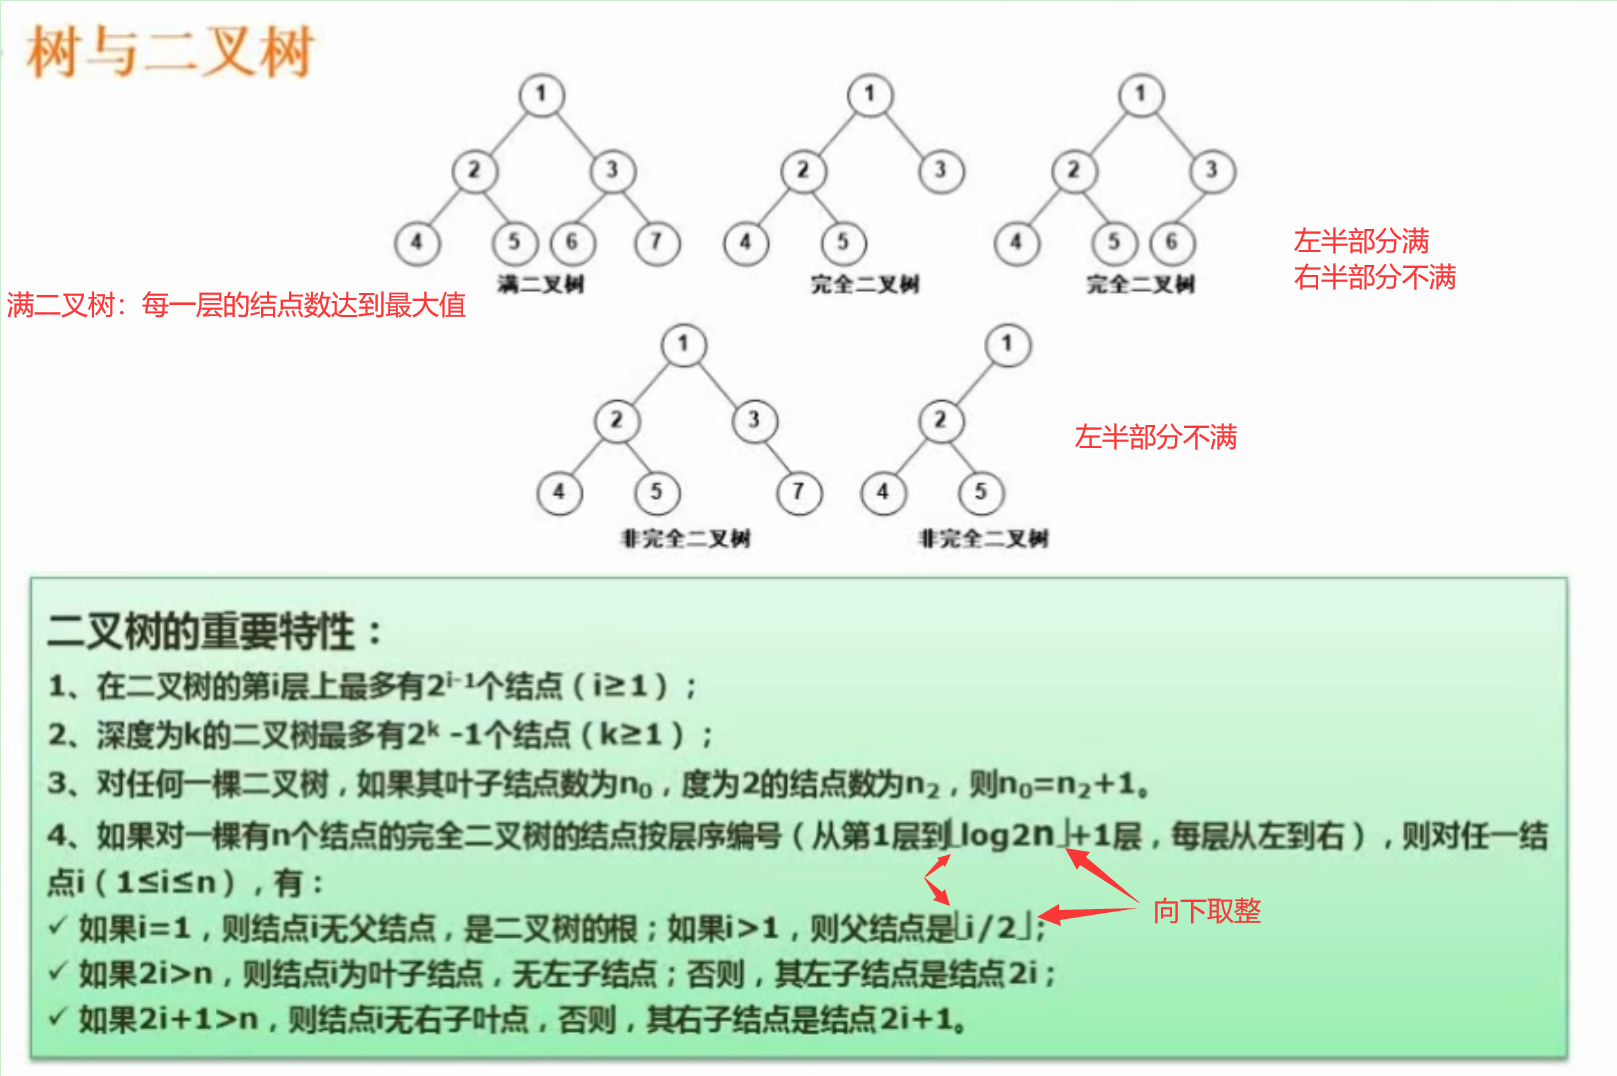 树与二叉树
1
2
3
4
5
6
7
满二叉树
1
2
3
4
5
完全二叉树
1
2
3
4
5
6
完全二叉树
左半部分满
右半部分不满
满二叉树：每一层的结点数达到最大值
1
2
3
4
5
7
非完全二叉树
1
2
4
5
非完全二叉树
左半部分不满
二叉树的重要特性：
1、在二叉树的第i层上最多有2ⁱ⁻¹个结点（i≥1）；
2、深度为k的二叉树最多有2ᵏ -1个结点（k≥1）；
3、对任何一棵二叉树，如果其叶子结点数为n₀，度为2的结点数为n₂，则n₀=n₂+1。
4、如果对一棵有n个结点的完全二叉树的结点按层序编号（从第1层到⌊log2n⌋+1层，每层从左到右），则对任一结
点i（1≤i≤n），有：
✓ 如果i=1，则结点i无父结点，是二叉树的根；如果i>1，则父结点是⌊i/2⌋；
向下取整
✓ 如果2i>n，则结点i为叶子结点，无左子结点；否则，其左子结点是结点2i；
✓ 如果2i+1>n，则结点i无右子叶点，否则，其右子结点是结点2i+1。